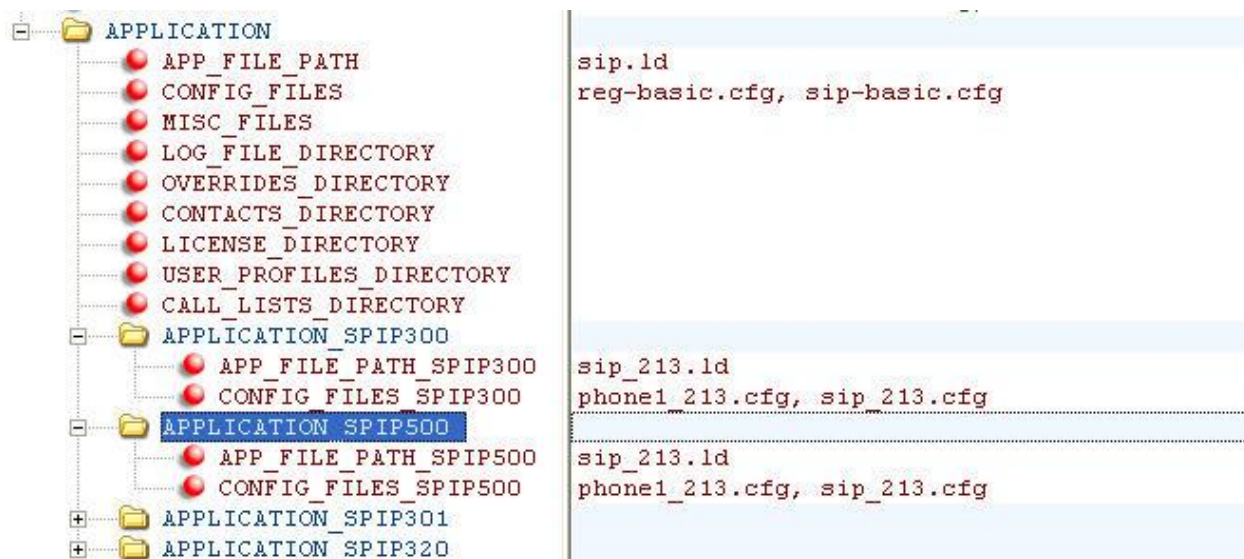 APPLICATION
APP_FILE_PATH sip.ld
CONFIG_FILES reg-basic.cfg, sip-basic.cfg
MISC_FILES
LOG_FILE_DIRECTORY
OVERRIDES_DIRECTORY
CONTACTS_DIRECTORY
LICENSE_DIRECTORY
USER_PROFILES_DIRECTORY
CALL_LISTS_DIRECTORY
APPLICATION_SPIP300
APP_FILE_PATH_SPIP300 sip_213.ld
CONFIG_FILES_SPIP300 phone1_213.cfg, sip_213.cfg
APPLICATION_SPIP500
APP_FILE_PATH_SPIP500 sip_213.ld
CONFIG_FILES_SPIP500 phone1_213.cfg, sip_213.cfg
APPLICATION_SPIP301
APPLICATION_SPIP320